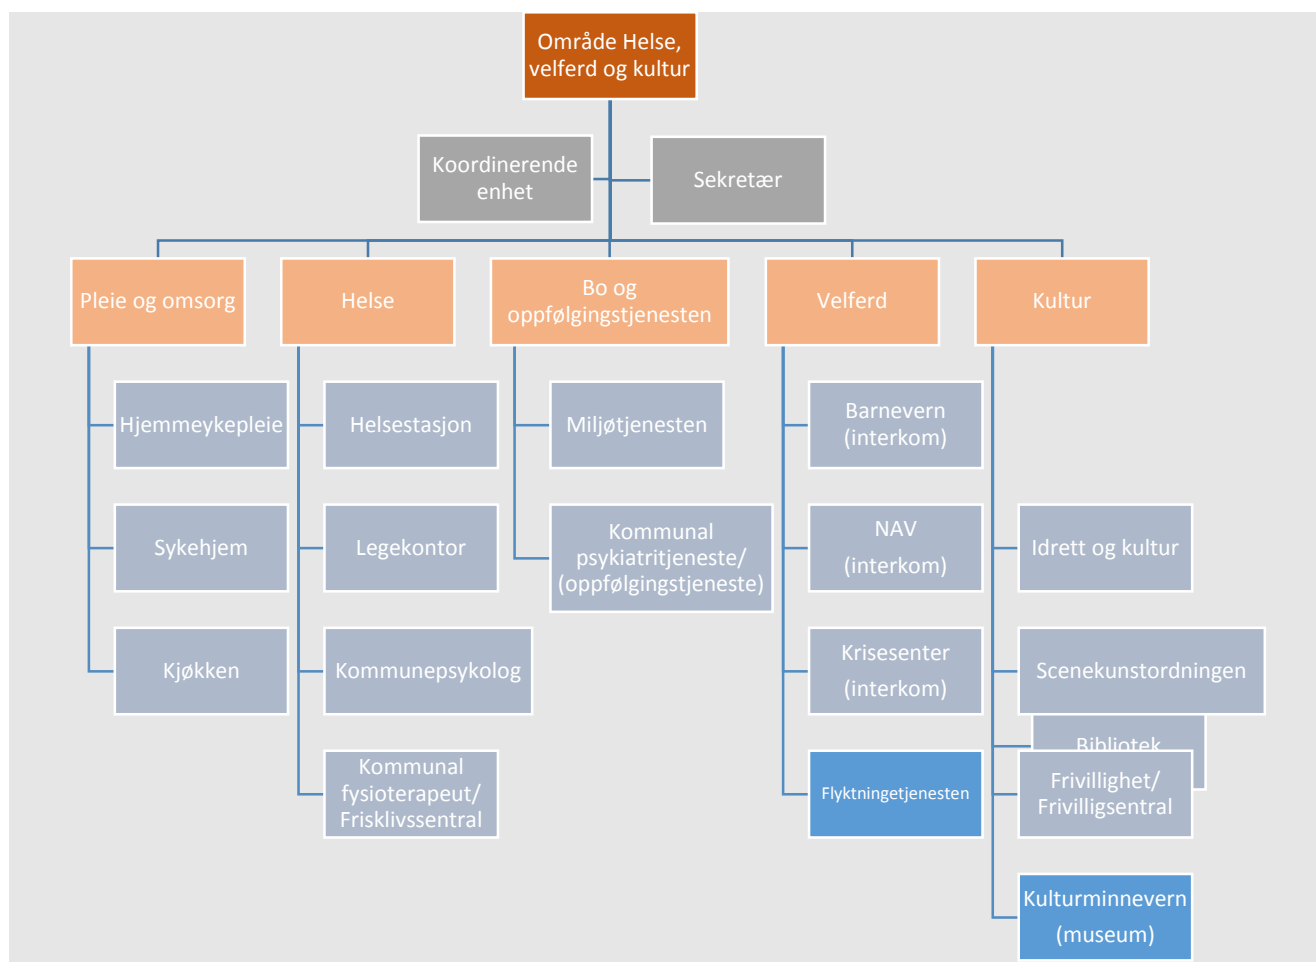 Område Helse,
velferd og kultur
Koordinerende
enhet
Sekretær
Pleie og omsorg
Helse
Bo og
oppfølgingstjenesten
Velferd
Kultur
Hjemmeykepleie
Helsestasjon
Miljøtjenesten
Barnevern
(interkom)
Sykehjem
Legekontor
Kommunal
psykiatritjeneste/
(oppfølgingstjeneste)
NAV
(interkom)
Idrett og kultur
Kjøkken
Kommunepsykolog
Krisesenter
(interkom)
Scenekunstordningen
Bibliotek
Kommunal
fysioterapeut/
Frisklivssentral
Flyktningetjenesten
Frivillighet/
Frivilligsentral
Kulturminnevern
(museum)